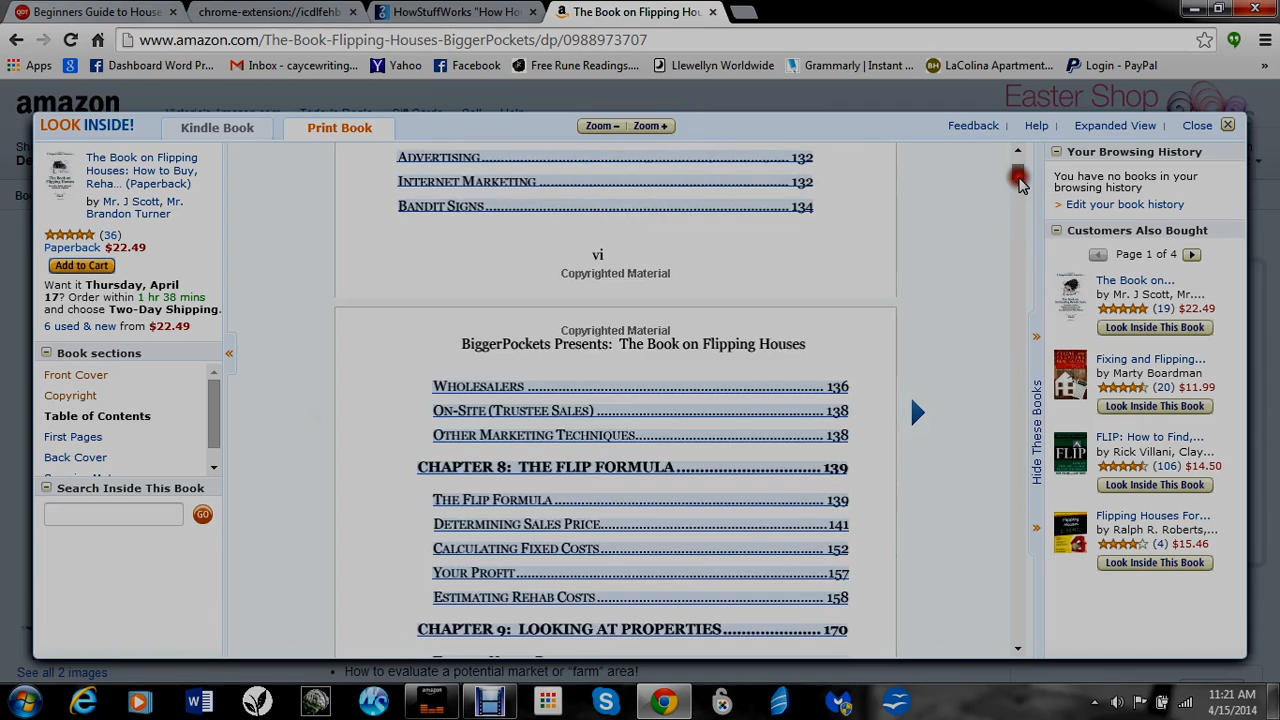 Beginners Guide to House
chrome-extension://icdlfehb
HowStuffWorks "How Ho
The Book on Flipping Hou
www.amazon.com/The-Book-Flipping-Houses-BiggerPockets/dp/0988973707
Apps
Dashboard Word Pr...
Inbox - caycewriting...
Yahoo
Facebook
Free Rune Readings...
Llewellyn Worldwide
Grammarly | Instant ...
LaColina Apartment...
Login - PayPal
amazon
Easter Shop
LOOK INSIDE!
Kindle Book
Print Book
Zoom −
Zoom +
Feedback
Help
Expanded View
Close
The Book on Flipping
Houses: How to Buy,
Reha... (Paperback)
by Mr. J Scott, Mr.
Brandon Turner
(36)
Paperback $22.49
Add to Cart
Want it Thursday, April
17? Order within 1 hr 38 mins
and choose Two-Day Shipping.
6 used & new from $22.49
Book sections
Front Cover
Copyright
Table of Contents
First Pages
Back Cover
Search Inside This Book
GO
See all 2 images
ADVERTISING 132
INTERNET MARKETING 132
BANDIT SIGNS 134
vi
Copyrighted Material
Copyrighted Material
BiggerPockets Presents: The Book on Flipping Houses
WHOLESALERS 136
ON-SITE (TRUSTEE SALES) 138
OTHER MARKETING TECHNIQUES 138
CHAPTER 8: THE FLIP FORMULA 139
THE FLIP FORMULA 139
DETERMINING SALES PRICE 141
CALCULATING FIXED COSTS 152
YOUR PROFIT 157
ESTIMATING REHAB COSTS 158
CHAPTER 9: LOOKING AT PROPERTIES 170
How to evaluate a potential market or "farm" area!
Hide These Books
Your Browsing History
You have no books in your
browsing history
> Edit your book history
Customers Also Bought
Page 1 of 4
The Book on...
by Mr. J Scott, Mr....
(19) $22.49
Look Inside This Book
Fixing and Flipping...
by Marty Boardman
(20) $11.99
Look Inside This Book
FLIP: How to Find,...
by Rick Villani, Clay...
(106) $14.50
Look Inside This Book
Flipping Houses For...
by Ralph R. Roberts,...
(4) $15.46
Look Inside This Book
11:21 AM
4/15/2014